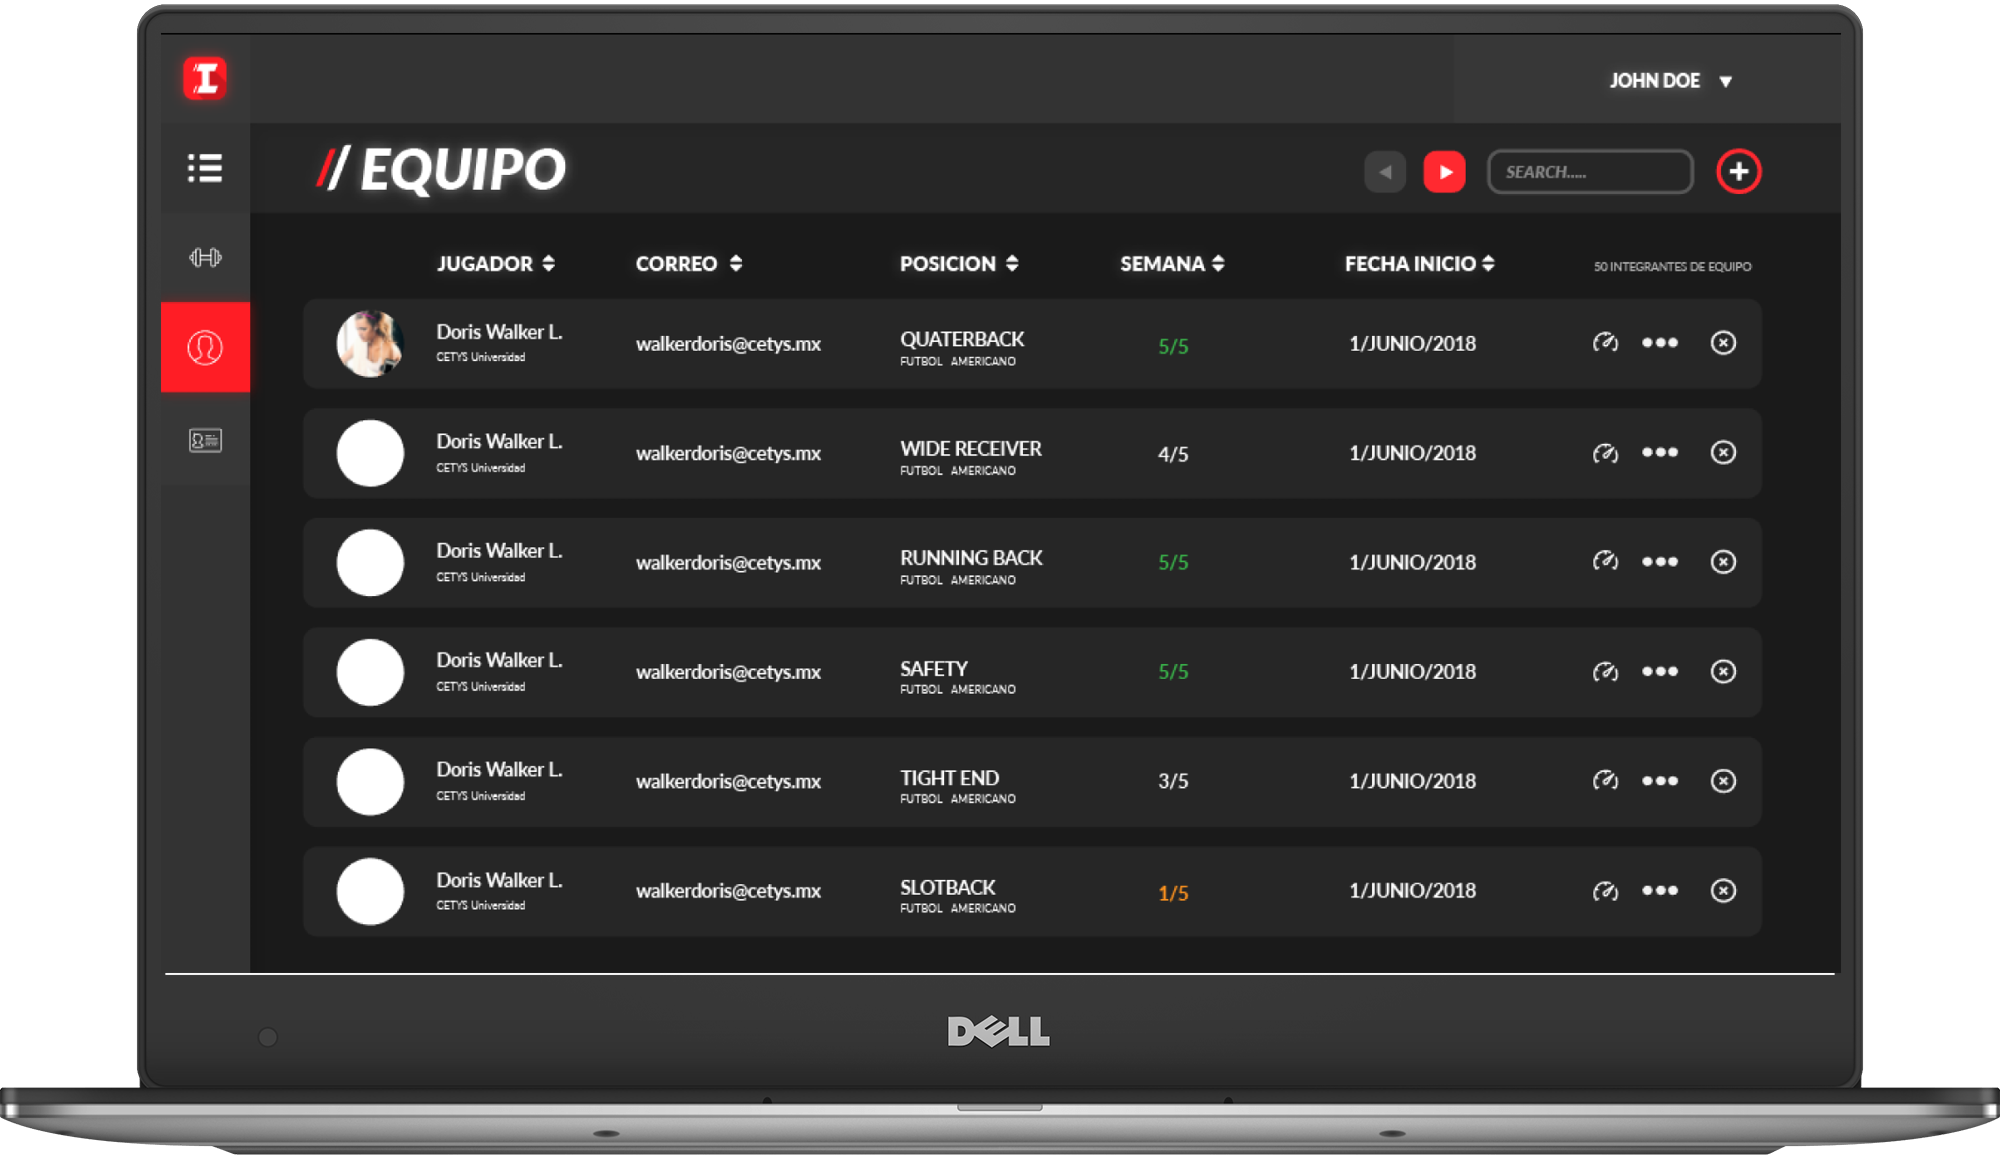 I
JOHN DOE
// EQUIPO
SEARCH.....
JUGADOR CORREO POSICION SEMANA FECHA INICIO 50 INTEGRANTES DE EQUIPO
Doris Walker L.
CETYS Universidad
walkerdoris@cetys.mx
QUATERBACK
FUTBOL AMERICANO
5/5
1/JUNIO/2018
Doris Walker L.
CETYS Universidad
walkerdoris@cetys.mx
WIDE RECEIVER
FUTBOL AMERICANO
4/5
1/JUNIO/2018
Doris Walker L.
CETYS Universidad
walkerdoris@cetys.mx
RUNNING BACK
FUTBOL AMERICANO
5/5
1/JUNIO/2018
Doris Walker L.
CETYS Universidad
walkerdoris@cetys.mx
SAFETY
FUTBOL AMERICANO
5/5
1/JUNIO/2018
Doris Walker L.
CETYS Universidad
walkerdoris@cetys.mx
TIGHT END
FUTBOL AMERICANO
3/5
1/JUNIO/2018
Doris Walker L.
CETYS Universidad
walkerdoris@cetys.mx
SLOTBACK
FUTBOL AMERICANO
1/5
1/JUNIO/2018
DELL